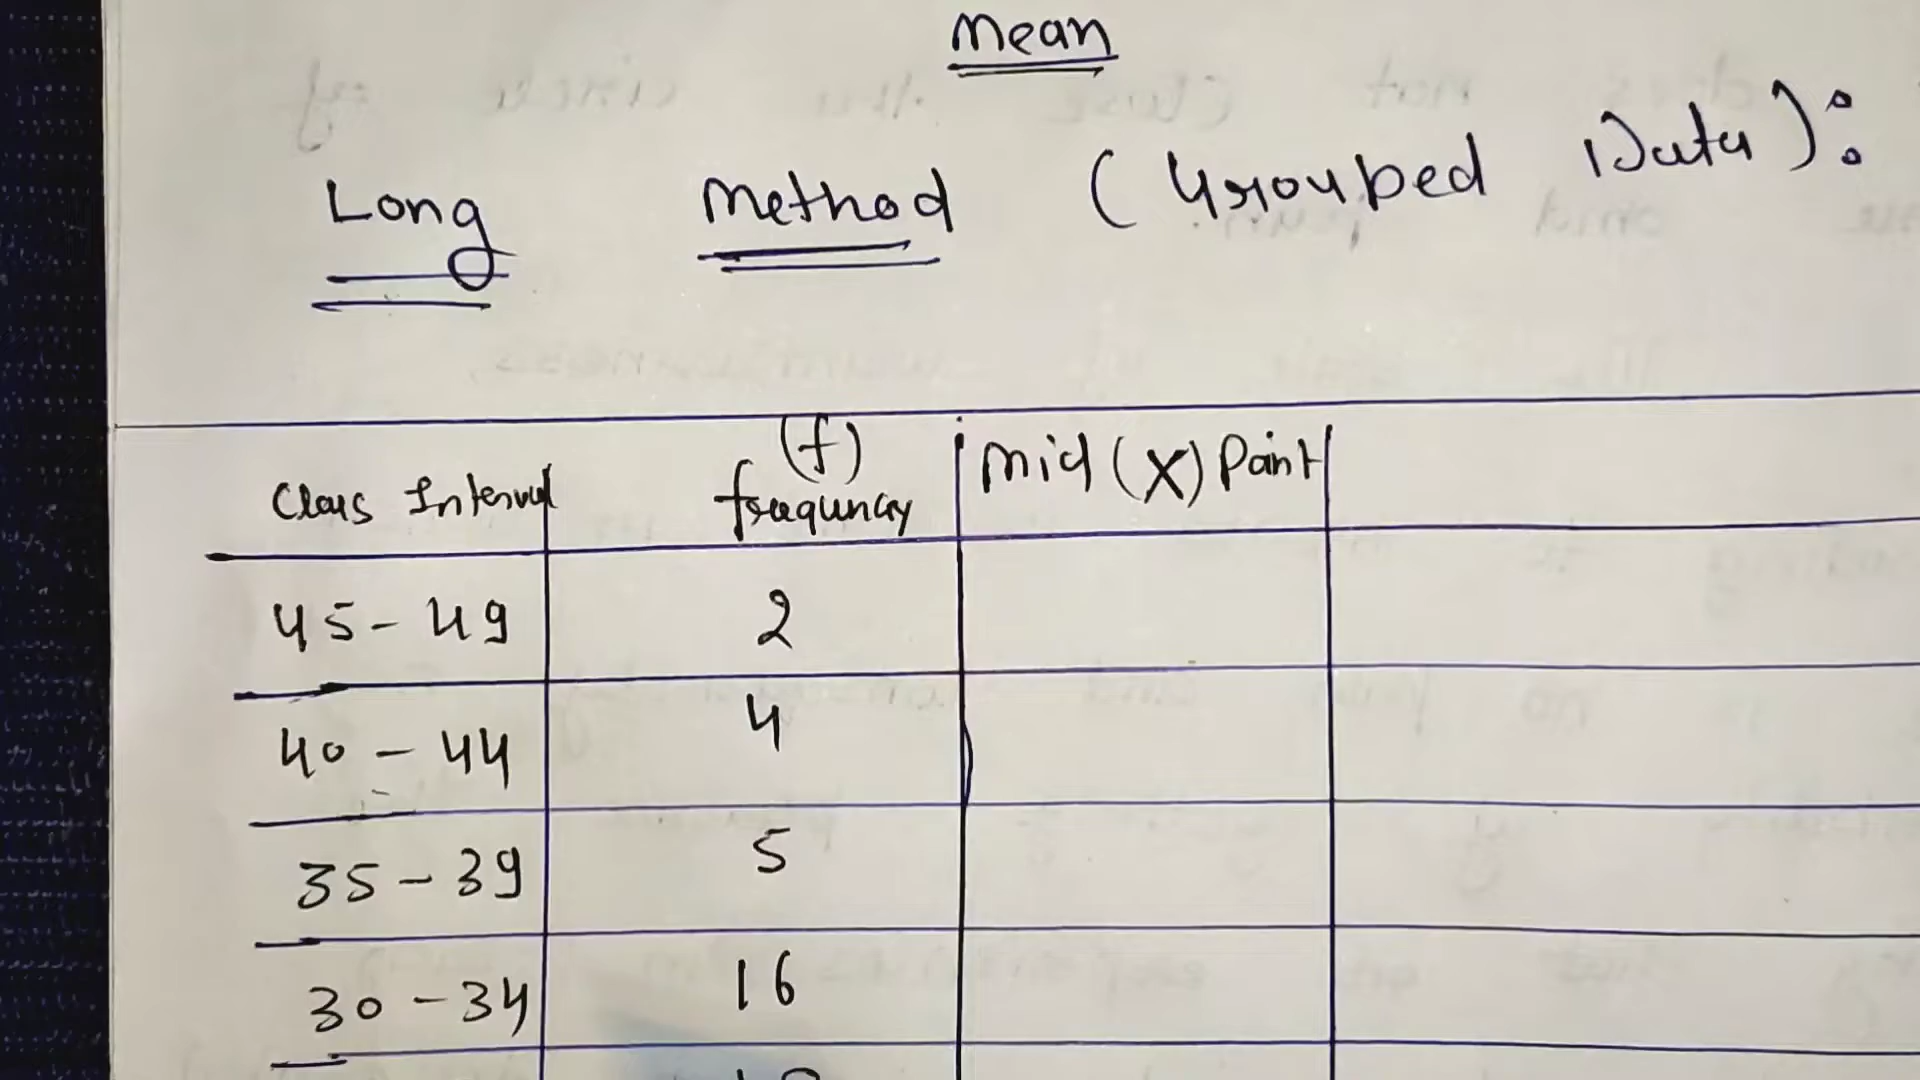 Mean
Long Method (Grouped Data):
Class Interval (f) frequency Mid (X) Point
45-49 2
40-44 4
35-39 5
30-34 16